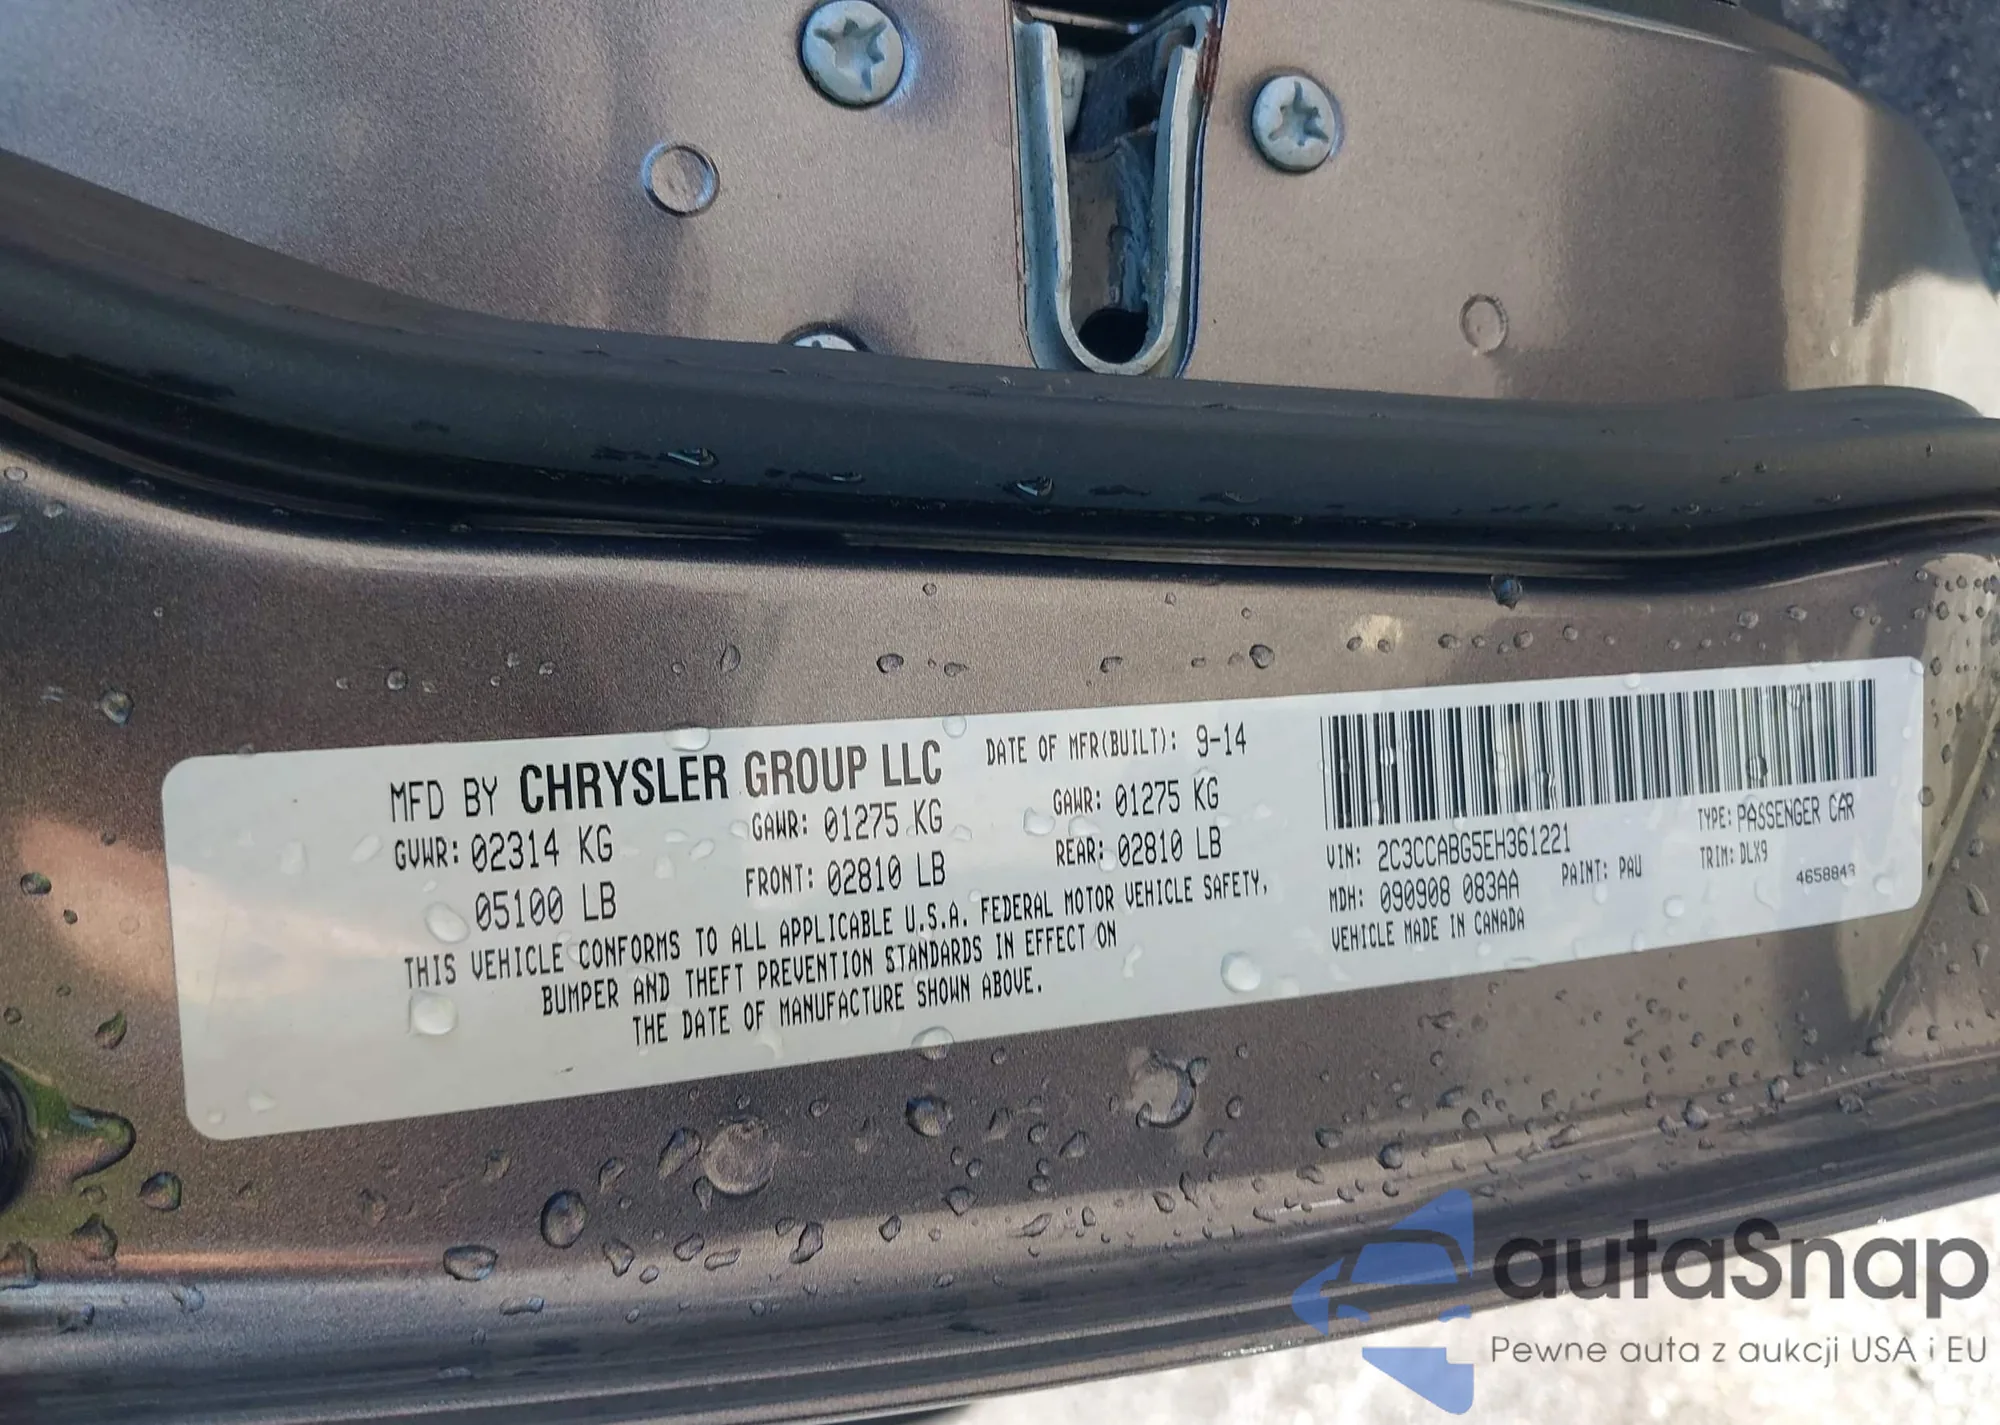 MFD BY CHRYSLER GROUP LLC
DATE OF MFR(BUILT): 9-14
GVWR: 02314 KG
05100 LB
GAWR: 01275 KG
FRONT: 02810 LB
GAWR: 01275 KG
REAR: 02810 LB
THIS VEHICLE CONFORMS TO ALL APPLICABLE U.S.A. FEDERAL MOTOR VEHICLE SAFETY,
BUMPER AND THEFT PREVENTION STANDARDS IN EFFECT ON
THE DATE OF MANUFACTURE SHOWN ABOVE.
VIN: 2C3CCABG5EH361221
TYPE: PASSENGER CAR
MDH: 090908 083AA
PAINT: PAU
TRIM: DLX9
VEHICLE MADE IN CANADA
4658843
autaSnap
Pewne auta z aukcji USA i EU